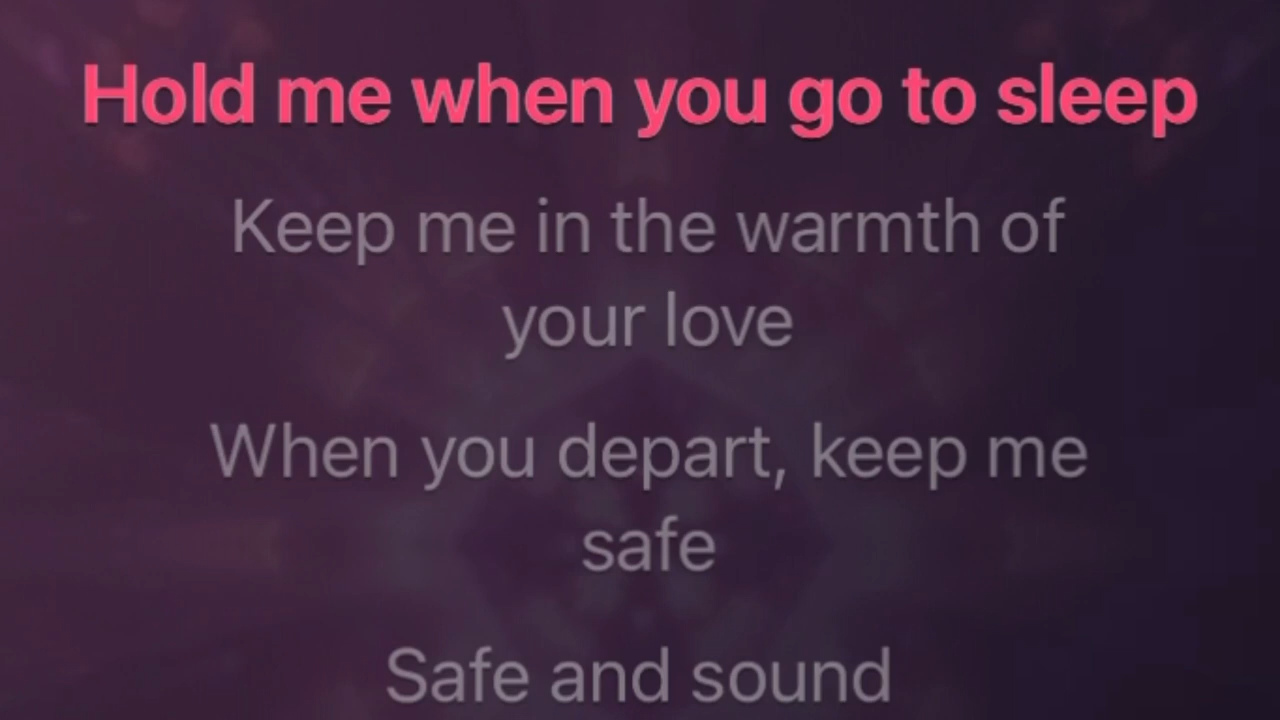 Hold me when you go to sleep
Keep me in the warmth of
your love
When you depart, keep me
safe
Safe and sound